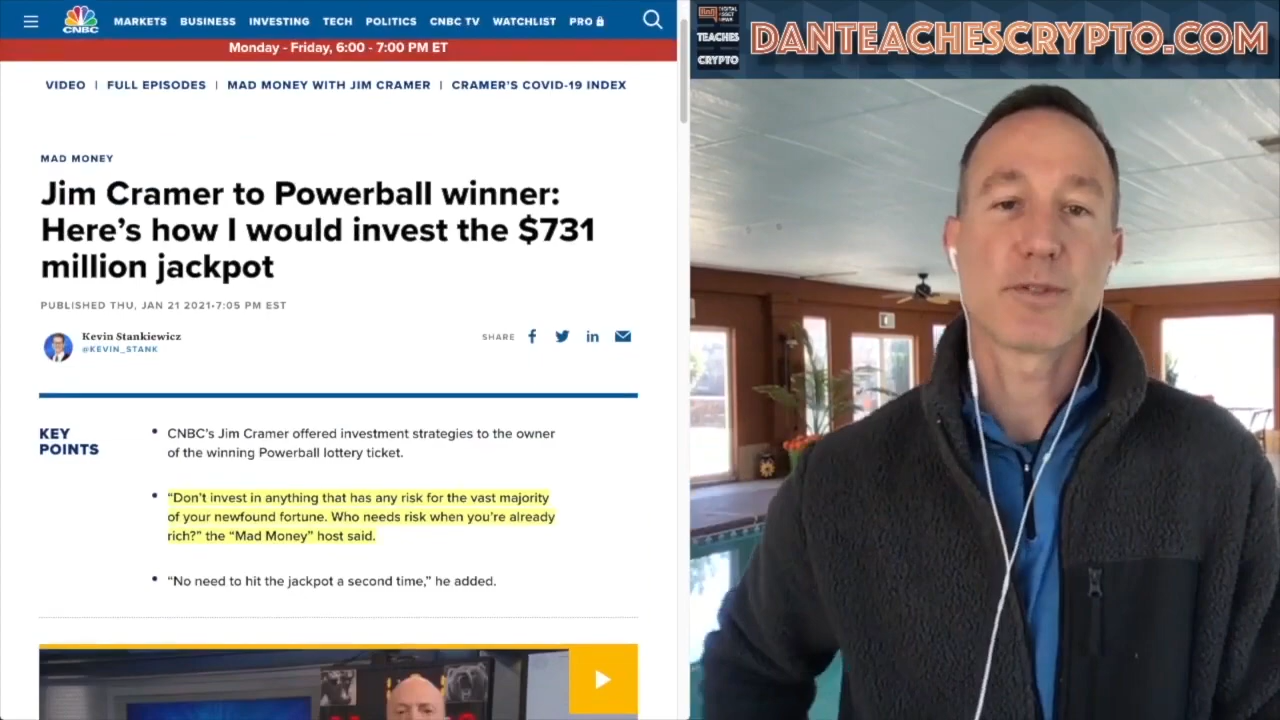 CNBC
MARKETS BUSINESS INVESTING TECH POLITICS CNBC TV WATCHLIST PRO
Monday - Friday, 6:00 - 7:00 PM ET
VIDEO | FULL EPISODES | MAD MONEY WITH JIM CRAMER | CRAMER'S COVID-19 INDEX
MAD MONEY
Jim Cramer to Powerball winner:
Here’s how I would invest the $731
million jackpot
PUBLISHED THU, JAN 21 2021•7:05 PM EST
Kevin Stankiewicz
@KEVIN_STANK
SHARE
KEY
POINTS
• CNBC’s Jim Cramer offered investment strategies to the owner
of the winning Powerball lottery ticket.
• “Don’t invest in anything that has any risk for the vast majority
of your newfound fortune. Who needs risk when you’re already
rich?” the “Mad Money” host said.
• “No need to hit the jackpot a second time,” he added.
DIGITAL
ASSET
NEWS
TEACHES
CRYPTO
DANTEACHESCRYPTO.COM